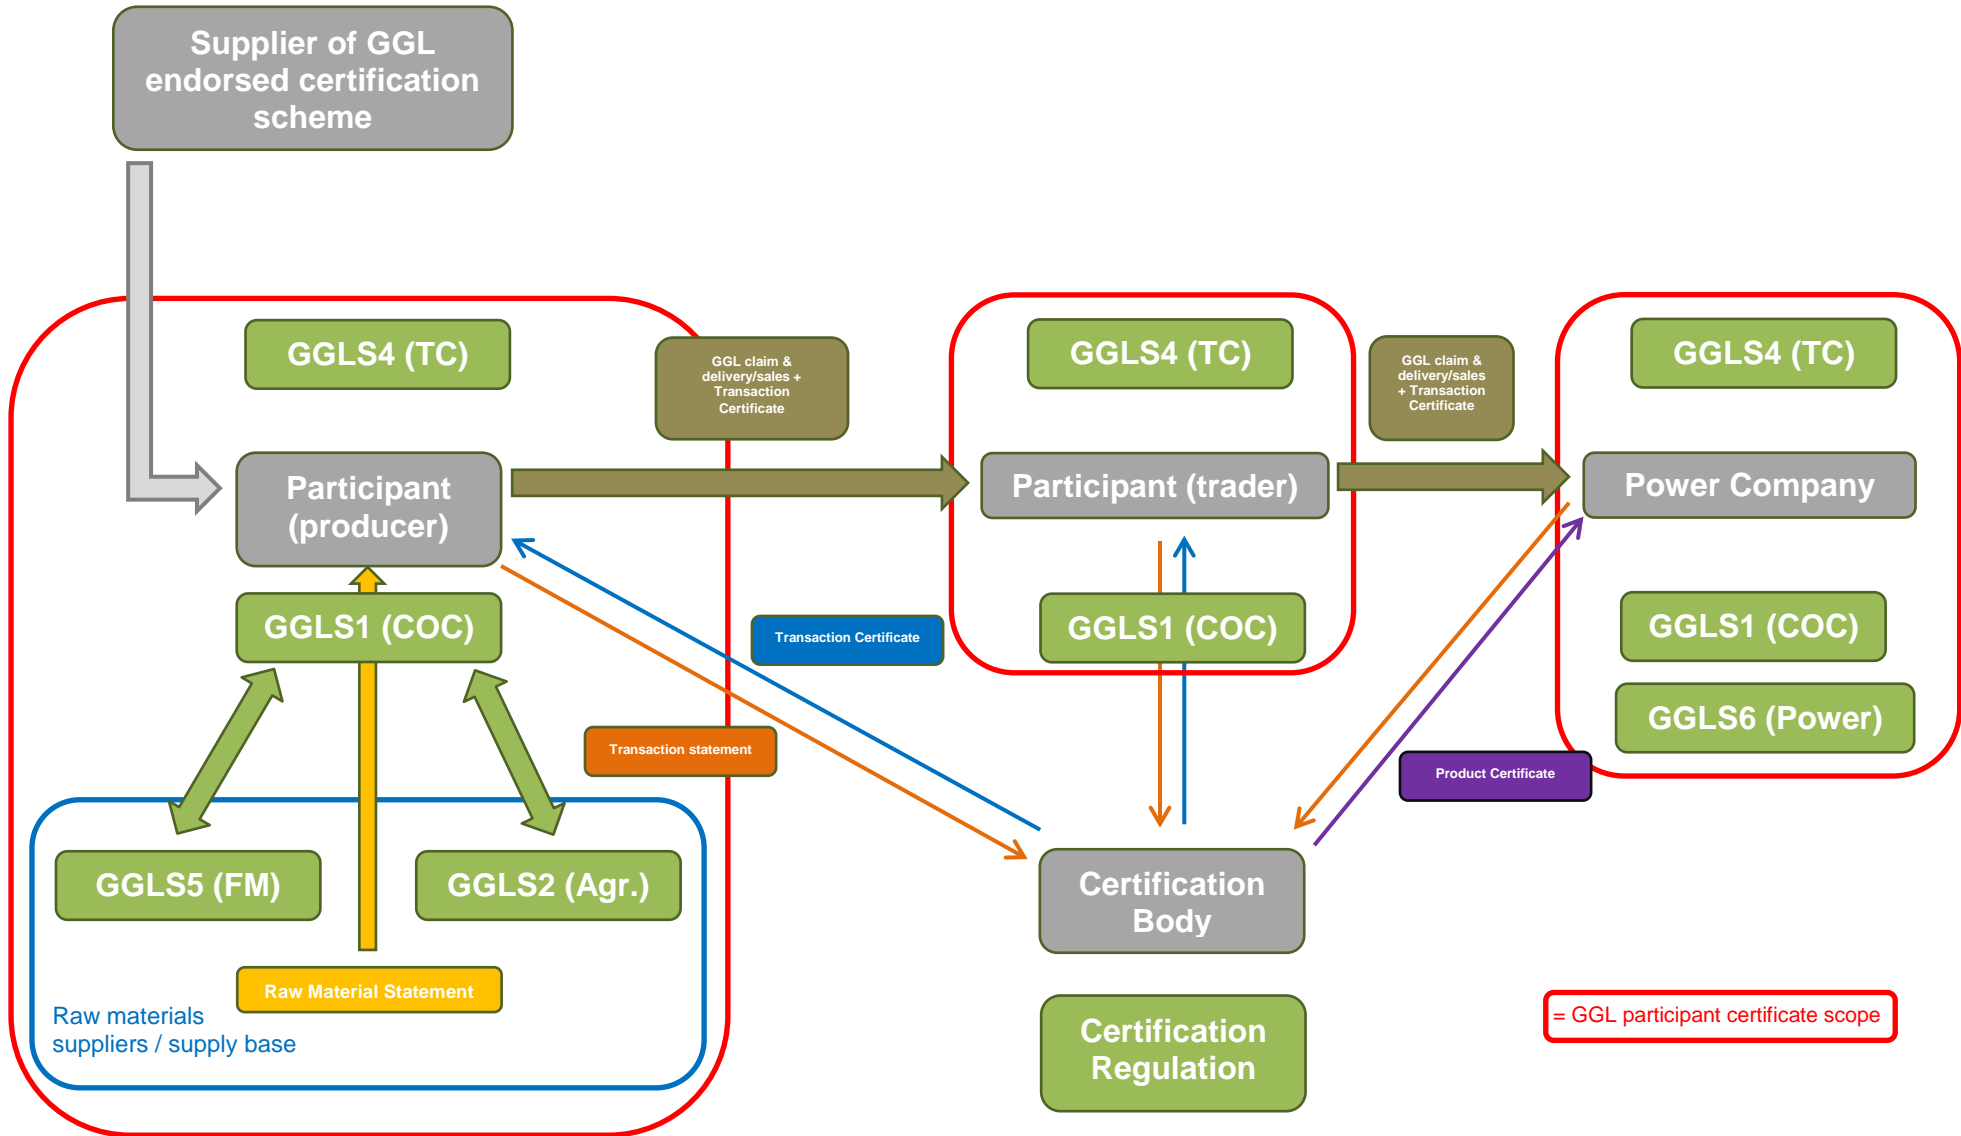 Supplier of GGL
endorsed certification
scheme
GGLS4 (TC)
GGL claim &
delivery/sales +
Transaction
Certificate
GGLS4 (TC)
GGL claim &
delivery/sales
+ Transaction
Certificate
GGLS4 (TC)
Participant
(producer)
Participant (trader)
Power Company
GGLS1 (COC)
Transaction Certificate
GGLS1 (COC)
GGLS1 (COC)
GGLS6 (Power)
Transaction statement
Product Certificate
GGLS5 (FM)
GGLS2 (Agr.)
Certification
Body
Raw Material Statement
Raw materials
suppliers / supply base
Certification
Regulation
= GGL participant certificate scope